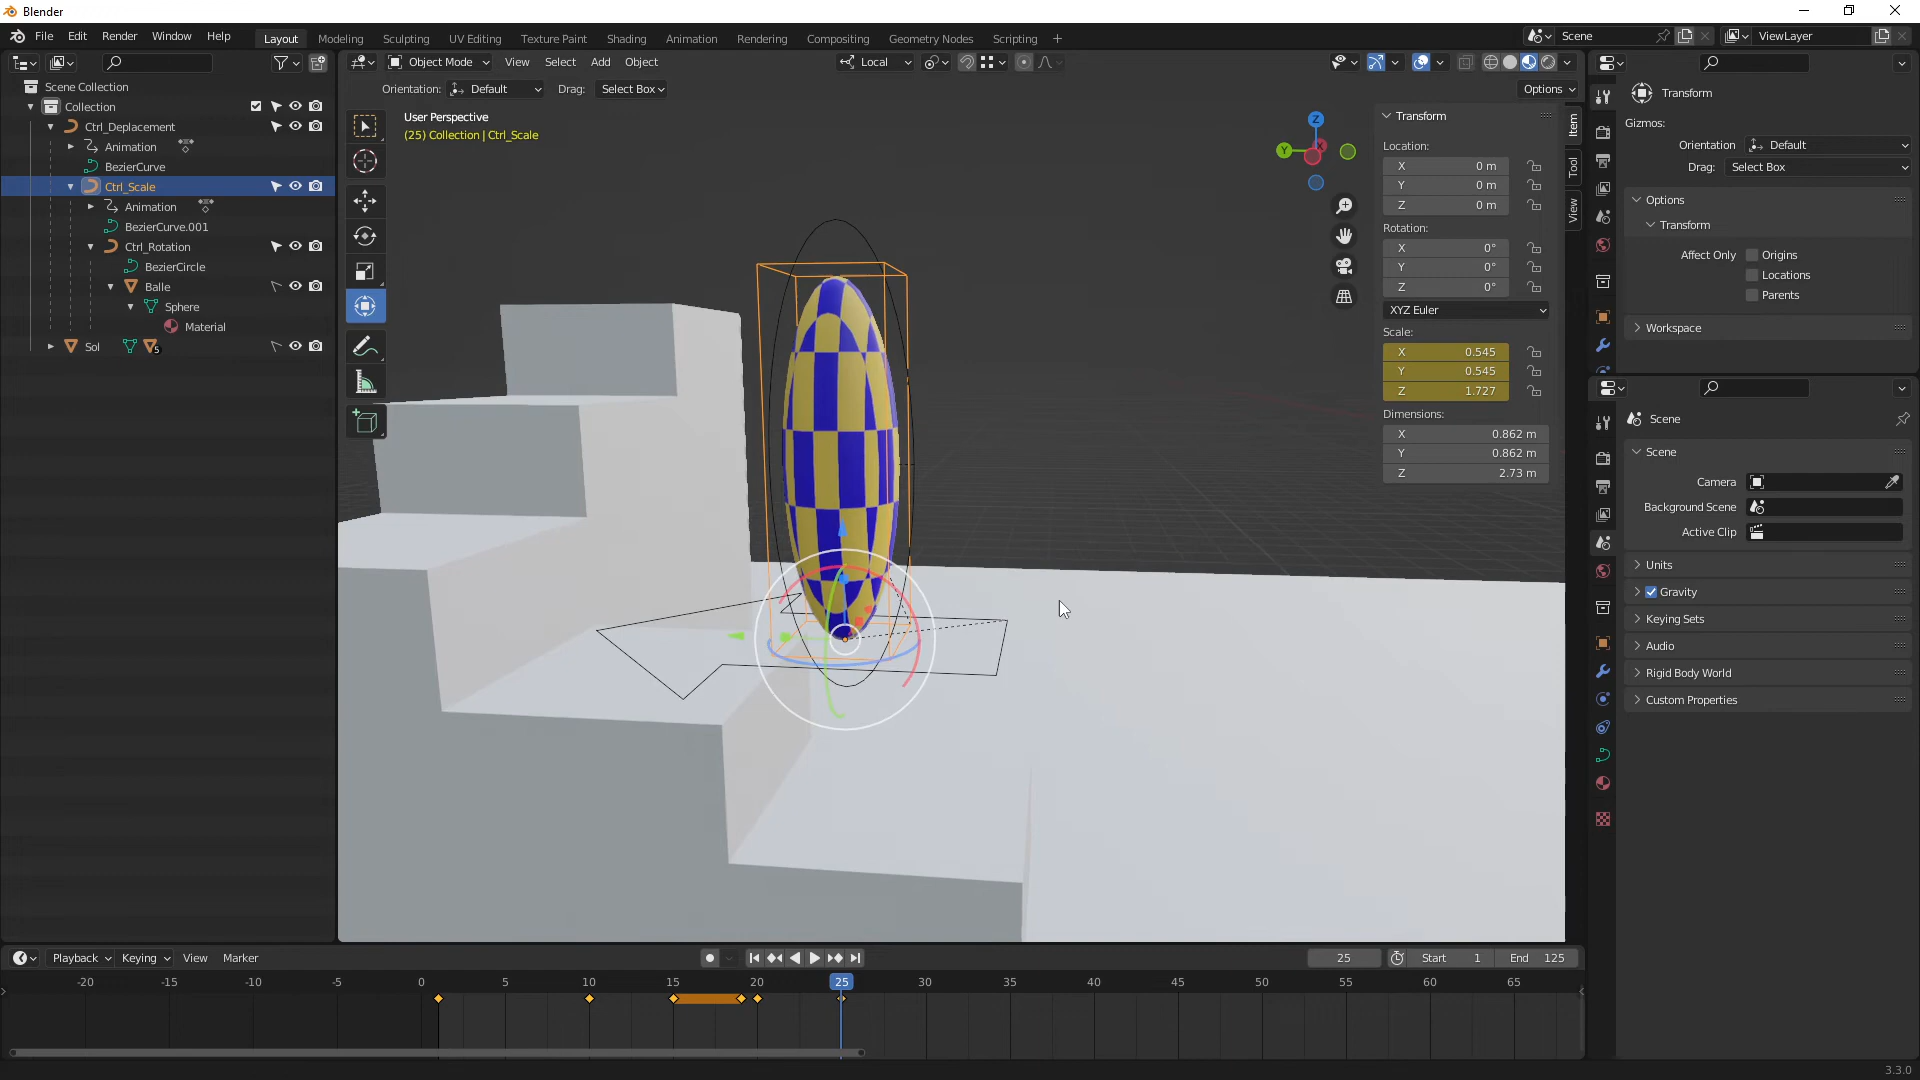 Blender
File Edit Render Window Help
Layout Modeling Sculpting UV Editing Texture Paint Shading Animation Rendering Compositing Geometry Nodes Scripting +
Scene ViewLayer
Object Mode View Select Add Object
Local
Orientation: Default Drag: Select Box
Options
Scene Collection
Collection
Ctrl_Deplacement
Animation
BezierCurve
Ctrl_Scale
Animation
BezierCurve.001
Ctrl_Rotation
BezierCircle
Balle
Sphere
Material
Sol 5
User Perspective
(25) Collection | Ctrl_Scale
Z
Y
X
Transform
Location:
X 0 m
Y 0 m
Z 0 m
Rotation:
X 0°
Y 0°
Z 0°
XYZ Euler
Scale:
X 0.545
Y 0.545
Z 1.727
Dimensions:
X 0.862 m
Y 0.862 m
Z 2.73 m
Item
Tool
View
Transform
Gizmos:
Orientation Default
Drag: Select Box
Options
Transform
Affect Only Origins
Locations
Parents
Workspace
Scene
Scene
Camera
Background Scene
Active Clip
Units
Gravity
Keying Sets
Audio
Rigid Body World
Custom Properties
Playback Keying View Marker
25 Start 1 End 125
-20 -15 -10 -5 0 5 10 15 20 25 30 35 40 45 50 55 60 65
3.3.0